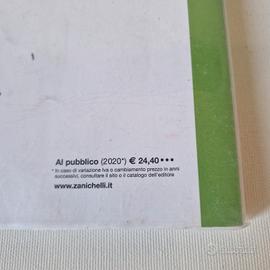 Al pubblico (2020*) € 24,40•••
* In caso di variazione Iva o cambiamento prezzo in anni
successivi, consultare il sito o il catalogo dell'editore
www.zanichelli.it
subito